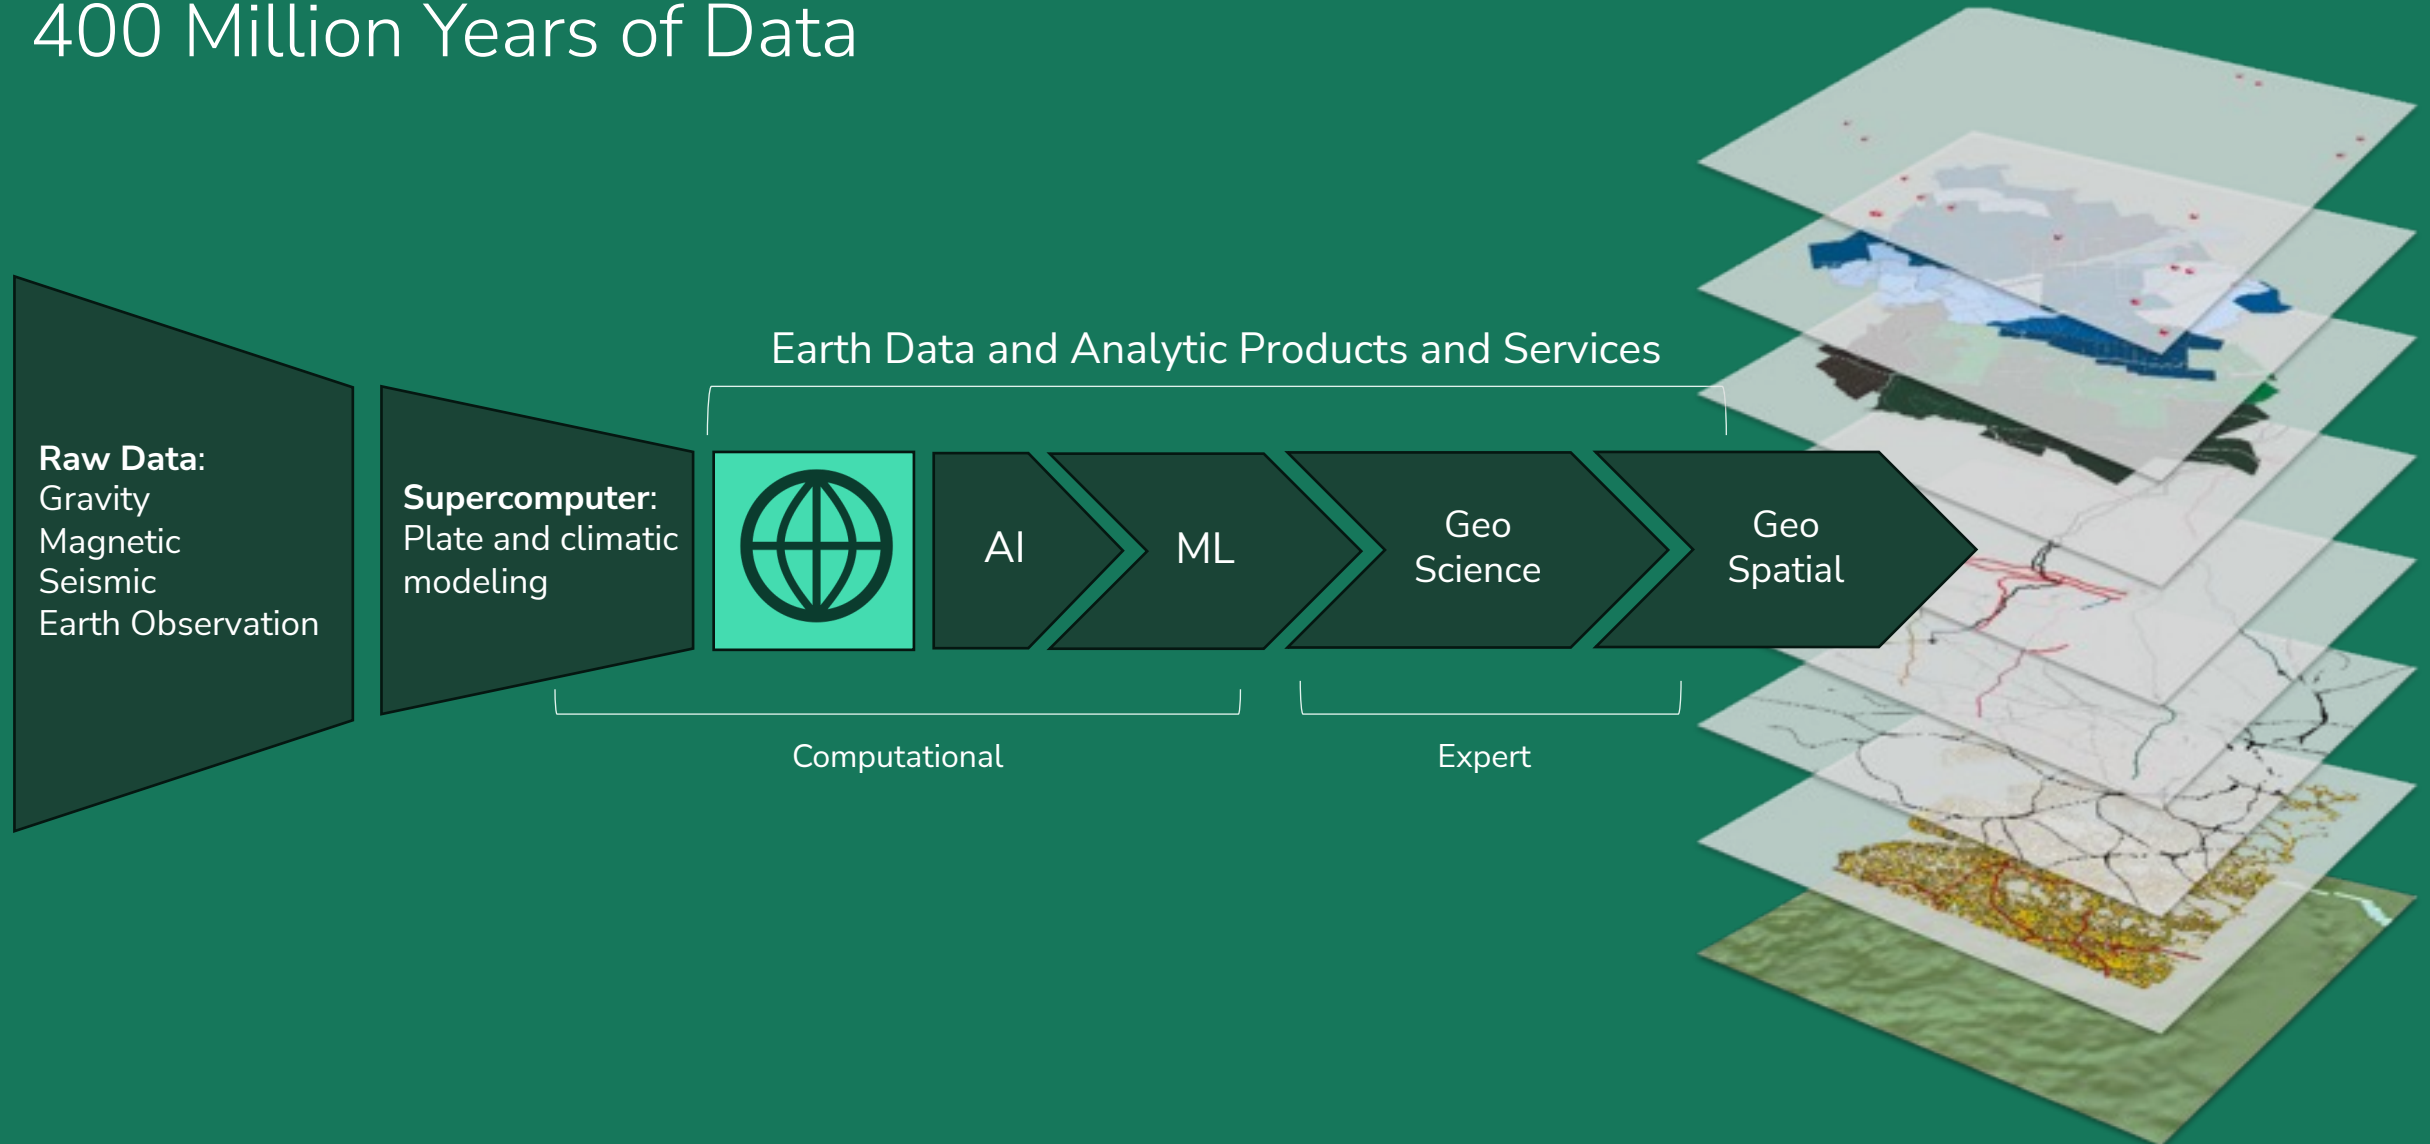 400 Million Years of Data
Earth Data and Analytic Products and Services
Raw Data:
Gravity
Magnetic
Seismic
Earth Observation
Supercomputer:
Plate and climatic
modeling
AI
ML
Geo
Science
Geo
Spatial
Computational
Expert